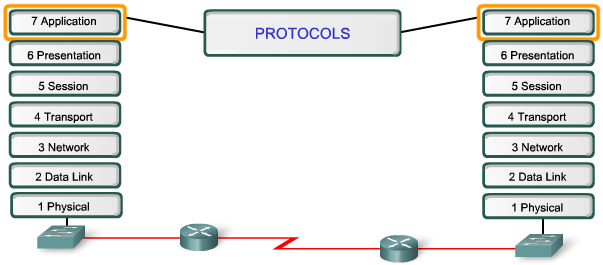 7 Application
PROTOCOLS
7 Application
6 Presentation
6 Presentation
5 Session
5 Session
4 Transport
4 Transport
3 Network
3 Network
2 Data Link
2 Data Link
1 Physical
1 Physical